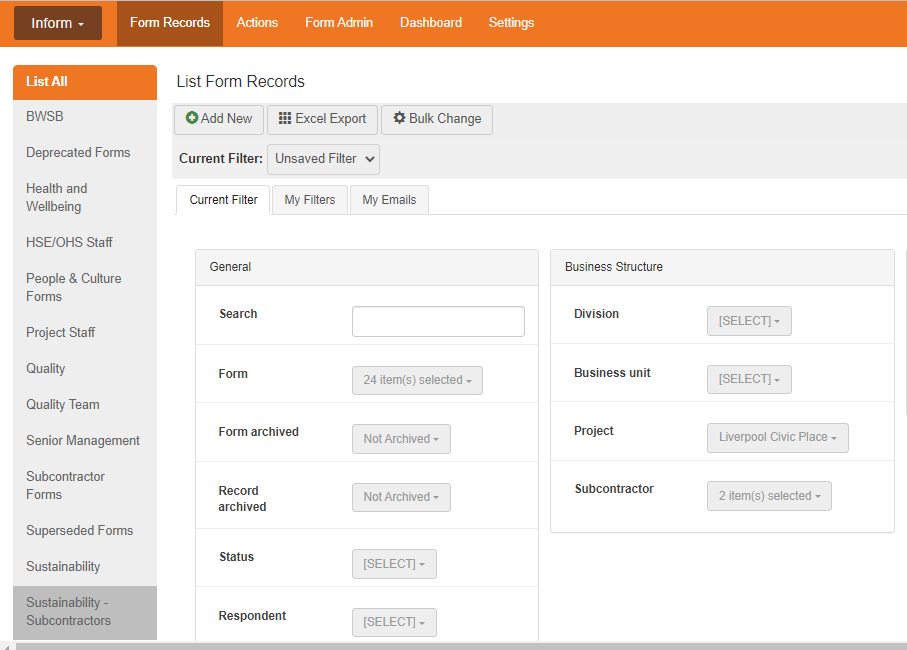 Inform
Form Records
Actions
Form Admin
Dashboard
Settings
List All
BWSB
Deprecated Forms
Health and
Wellbeing
HSE/OHS Staff
People & Culture
Forms
Project Staff
Quality
Quality Team
Senior Management
Subcontractor
Forms
Superseded Forms
Sustainability
Sustainability -
Subcontractors
List Form Records
Add New
Excel Export
Bulk Change
Current Filter: Unsaved Filter
Current Filter
My Filters
My Emails
General
Search
Form
24 item(s) selected
Form archived
Not Archived
Record
archived
Not Archived
Status
[SELECT]
Respondent
[SELECT]
Business Structure
Division
[SELECT]
Business unit
[SELECT]
Project
Liverpool Civic Place
Subcontractor
2 item(s) selected